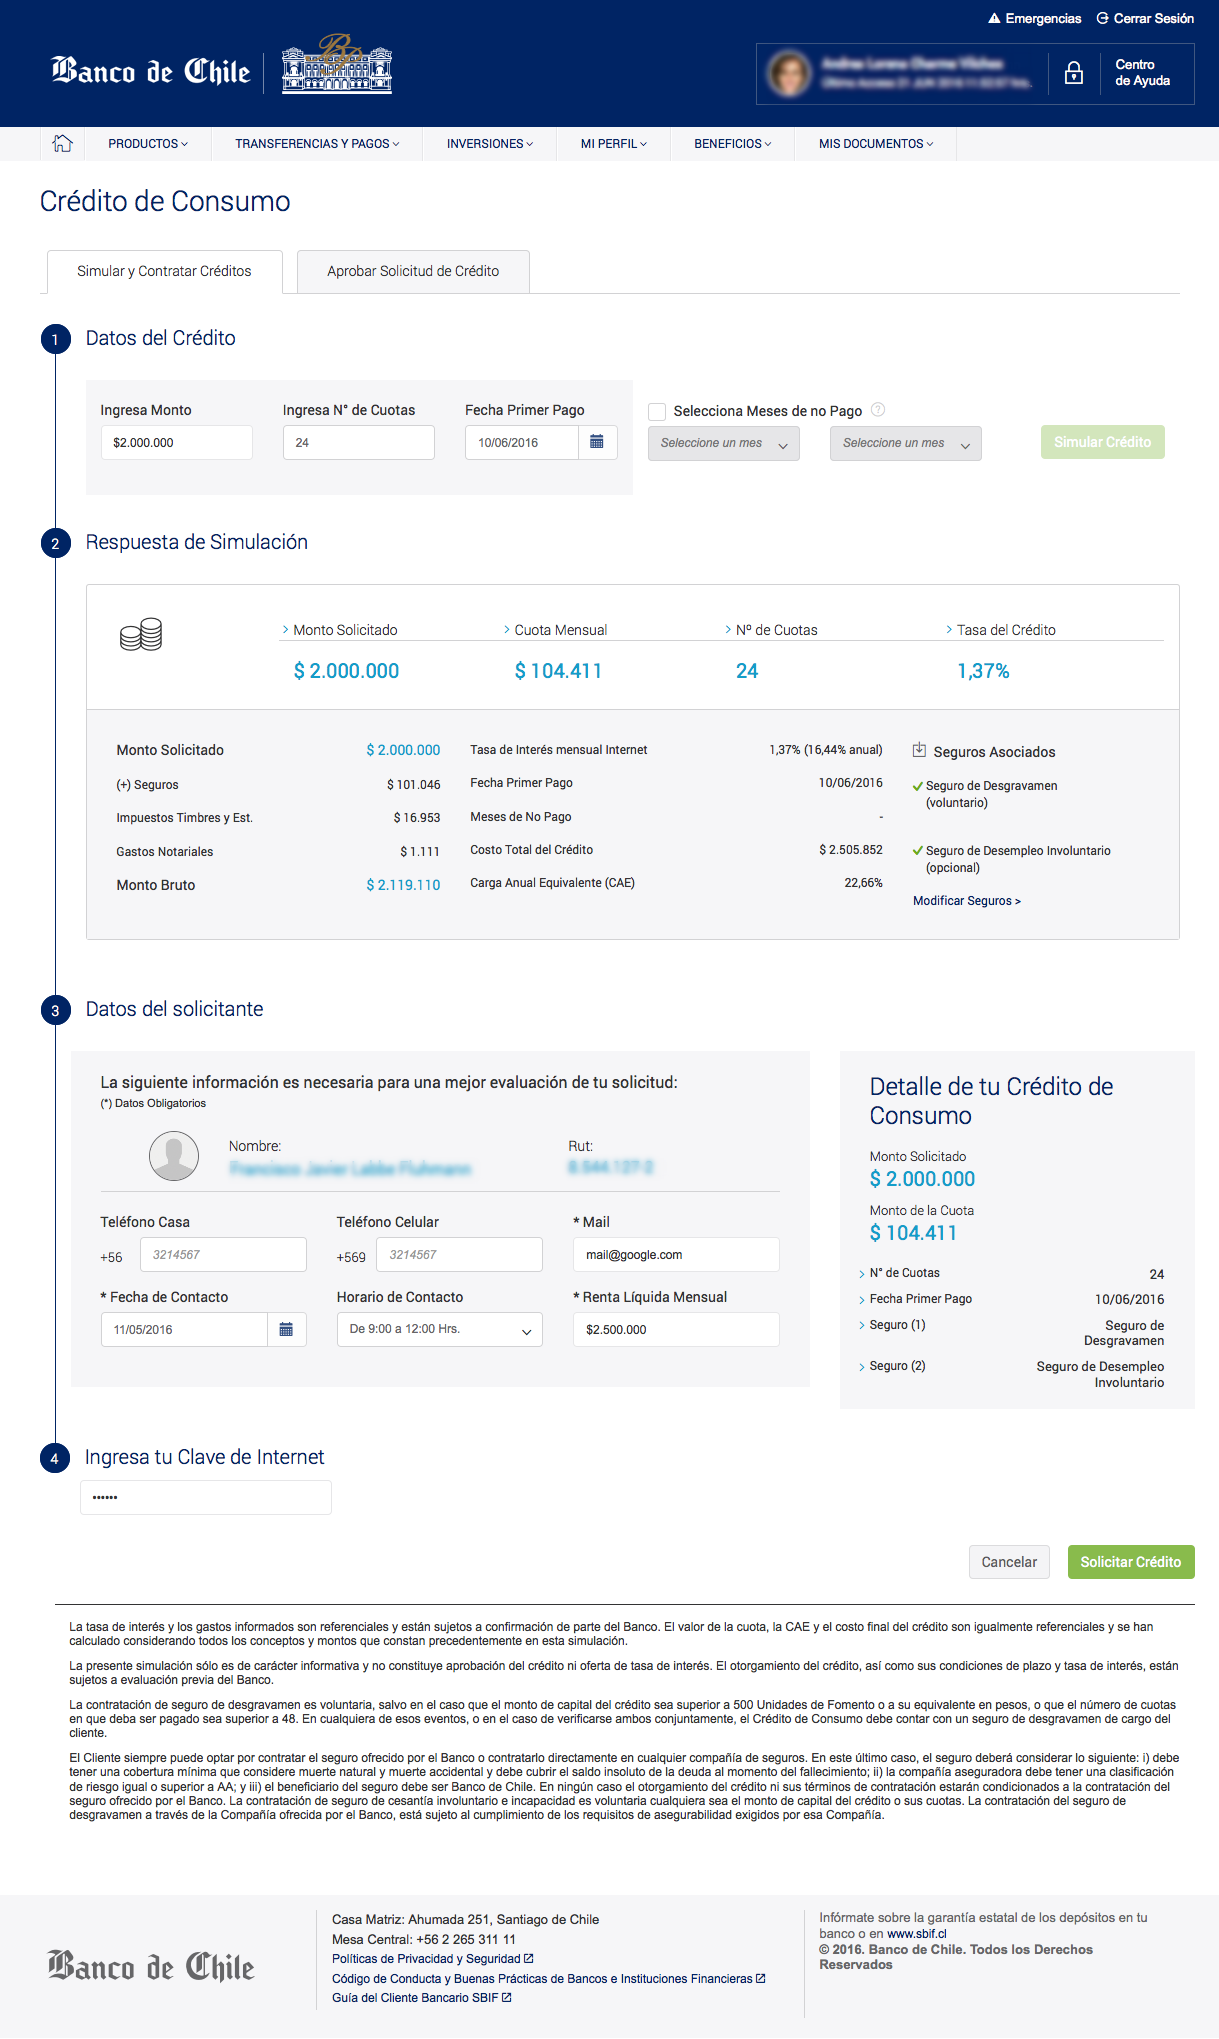 Emergencias
Cerrar Sesión
Banco de Chile
Centro
de Ayuda
PRODUCTOS
TRANSFERENCIAS Y PAGOS
INVERSIONES
MI PERFIL
BENEFICIOS
MIS DOCUMENTOS
Crédito de Consumo
Simular y Contratar Créditos
Aprobar Solicitud de Crédito
1
Datos del Crédito
Ingresa Monto
Ingresa N° de Cuotas
Fecha Primer Pago
Selecciona Meses de no Pago ?
$2.000.000
24
10/06/2016
Seleccione un mes
Seleccione un mes
Simular Crédito
2
Respuesta de Simulación
> Monto Solicitado
> Cuota Mensual
> Nº de Cuotas
> Tasa del Crédito
$ 2.000.000
$ 104.411
24
1,37%
Monto Solicitado $ 2.000.000
(+) Seguros $ 101.046
Impuestos Timbres y Est. $ 16.953
Gastos Notariales $ 1.111
Monto Bruto $ 2.119.110
Tasa de Interés mensual Internet 1,37% (16,44% anual)
Fecha Primer Pago 10/06/2016
Meses de No Pago -
Costo Total del Crédito $ 2.505.852
Carga Anual Equivalente (CAE) 22,66%
Seguros Asociados
Seguro de Desgravamen
(voluntario)
Seguro de Desempleo Involuntario
(opcional)
Modificar Seguros >
3
Datos del solicitante
La siguiente información es necesaria para una mejor evaluación de tu solicitud:
(*) Datos Obligatorios
Nombre:
Rut:
Teléfono Casa
Teléfono Celular
* Mail
+56 3214567
+569 3214567
mail@google.com
* Fecha de Contacto
Horario de Contacto
* Renta Líquida Mensual
11/05/2016
De 9:00 a 12:00 Hrs.
$2.500.000
Detalle de tu Crédito de
Consumo
Monto Solicitado
$ 2.000.000
Monto de la Cuota
$ 104.411
> N° de Cuotas 24
> Fecha Primer Pago 10/06/2016
> Seguro (1) Seguro de
Desgravamen
> Seguro (2) Seguro de Desempleo
Involuntario
4
Ingresa tu Clave de Internet
••••••
Cancelar
Solicitar Crédito
La tasa de interés y los gastos informados son referenciales y están sujetos a confirmación de parte del Banco. El valor de la cuota, la CAE y el costo final del crédito son igualmente referenciales y se han
calculado considerando todos los conceptos y montos que constan precedentemente en esta simulación.
La presente simulación sólo es de carácter informativa y no constituye aprobación del crédito ni oferta de tasa de interés. El otorgamiento del crédito, así como sus condiciones de plazo y tasa de interés, están
sujetos a evaluación previa del Banco.
La contratación de seguro de desgravamen es voluntaria, salvo en el caso que el monto de capital del crédito sea superior a 500 Unidades de Fomento o a su equivalente en pesos, o que el número de cuotas
en que deba ser pagado sea superior a 48. En cualquiera de esos eventos, o en el caso de verificarse ambos conjuntamente, el Crédito de Consumo debe contar con un seguro de desgravamen de cargo del
cliente.
El Cliente siempre puede optar por contratar el seguro ofrecido por el Banco o contratarlo directamente en cualquier compañía de seguros. En este último caso, el seguro deberá considerar lo siguiente: i) debe
tener una cobertura mínima que considere muerte natural y muerte accidental y debe cubrir el saldo insoluto de la deuda al momento del fallecimiento; ii) la compañía aseguradora debe tener una clasificación
de riesgo igual o superior a AA; y iii) el beneficiario del seguro debe ser Banco de Chile. En ningún caso el otorgamiento del crédito ni sus términos de contratación estarán condicionados a la contratación del
seguro ofrecido por el Banco. La contratación de seguro de cesantía involuntario e incapacidad es voluntaria cualquiera sea el monto de capital del crédito o sus cuotas. La contratación del seguro de
desgravamen a través de la Compañía ofrecida por el Banco, está sujeto al cumplimiento de los requisitos de asegurabilidad exigidos por esa Compañía.
Banco de Chile
Casa Matriz: Ahumada 251, Santiago de Chile
Mesa Central: +56 2 265 311 11
Políticas de Privacidad y Seguridad
Código de Conducta y Buenas Prácticas de Bancos e Instituciones Financieras
Guía del Cliente Bancario SBIF
Infórmate sobre la garantía estatal de los depósitos en tu
banco o en www.sbif.cl
© 2016. Banco de Chile. Todos los Derechos
Reservados